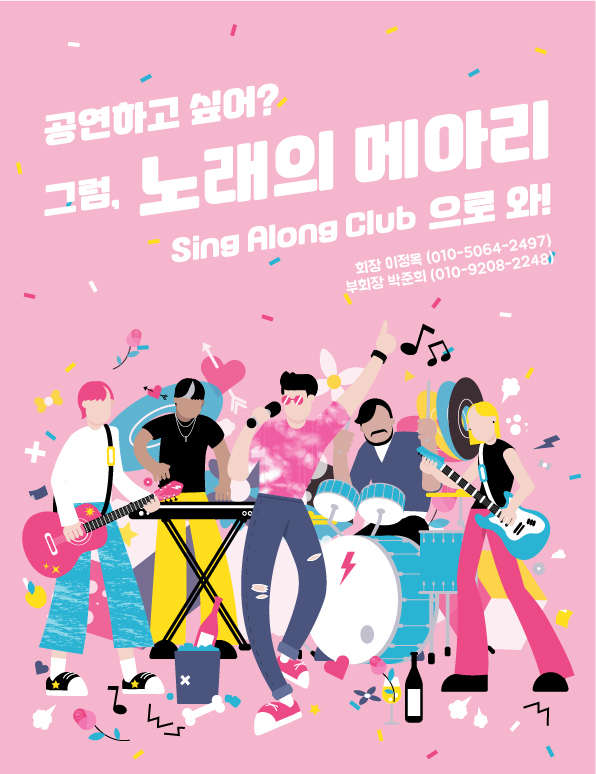 공연하고 싶어?
그럼, 노래의 메아리
Sing Along Club 으로 와!
회장 이정목 (010-5064-2497)
부회장 박준희 (010-9208-2248)